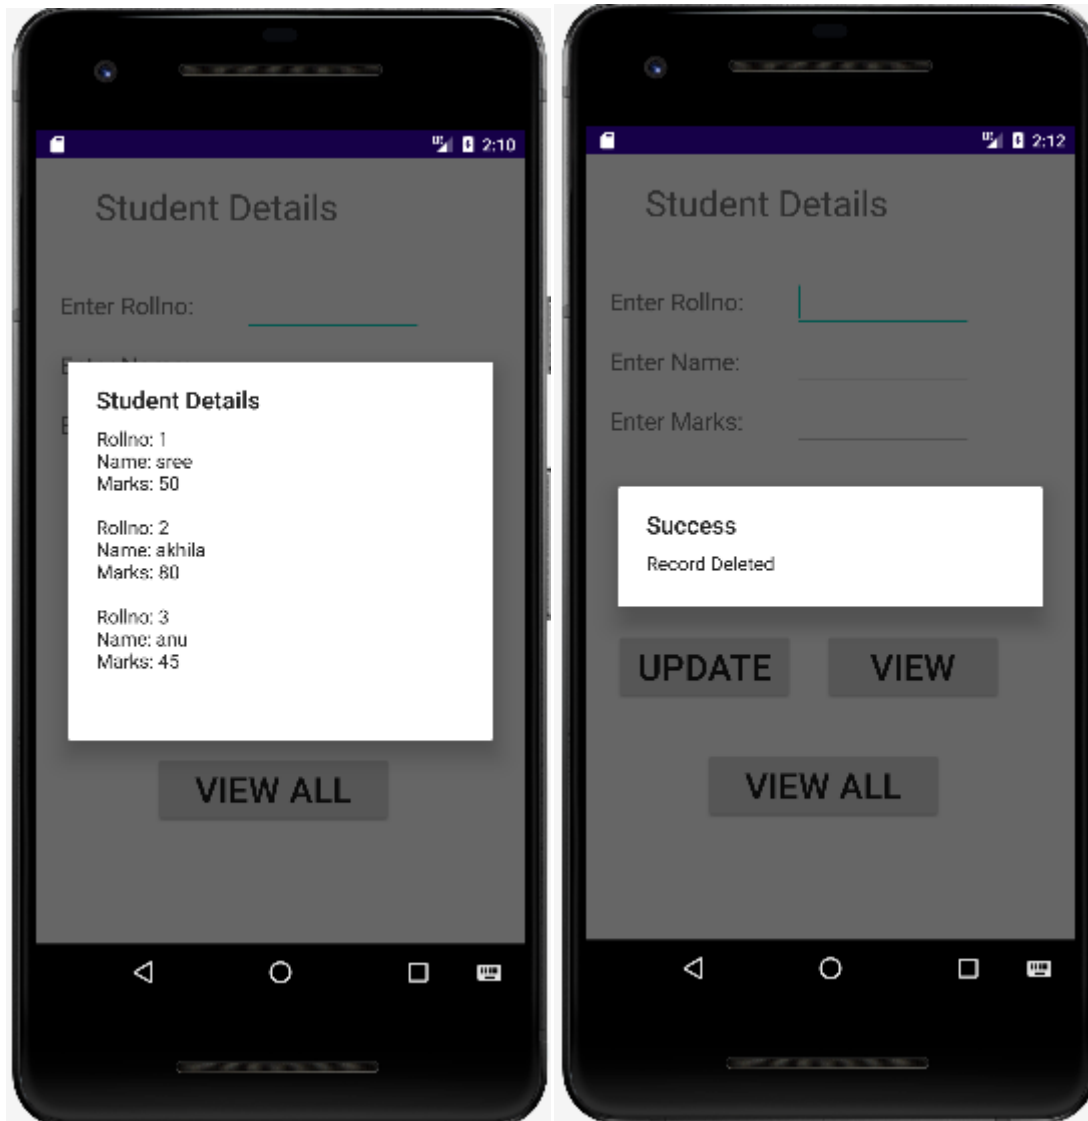 2:10
Student Details
Enter Rollno:
Student Details
Rollno: 1
Name: sree
Marks: 50
Rollno: 2
Name: akhila
Marks: 80
Rollno: 3
Name: anu
Marks: 45
VIEW ALL
2:12
Student Details
Enter Rollno:
Enter Name:
Enter Marks:
Success
Record Deleted
UPDATE VIEW
VIEW ALL